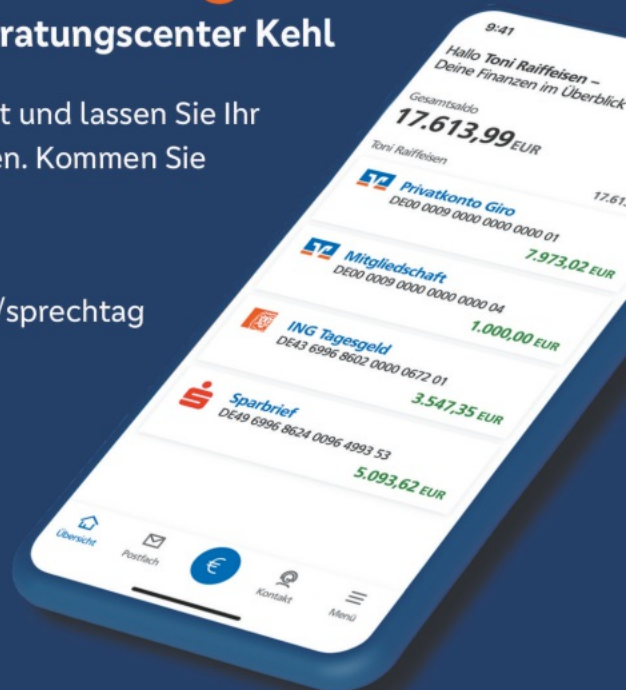 ratungscenter Kehl
t und lassen Sie Ihr
en. Kommen Sie
/sprechtag
9:41
Hallo Toni Raiffeisen –
Deine Finanzen im Überblick
Gesamtsaldo
17.613,99 EUR
Toni Raiffeisen
17.613
Privatkonto Giro
DE00 0009 0000 0000 0000 01
7.973,02 EUR
Mitgliedschaft
DE00 0009 0000 0000 0000 04
1.000,00 EUR
ING Tagesgeld
DE43 6996 8602 0000 0672 01
3.547,35 EUR
Sparbrief
DE49 6996 8624 0096 4993 53
5.093,62 EUR
Übersicht
Postfach
€
Kontakt
Menü